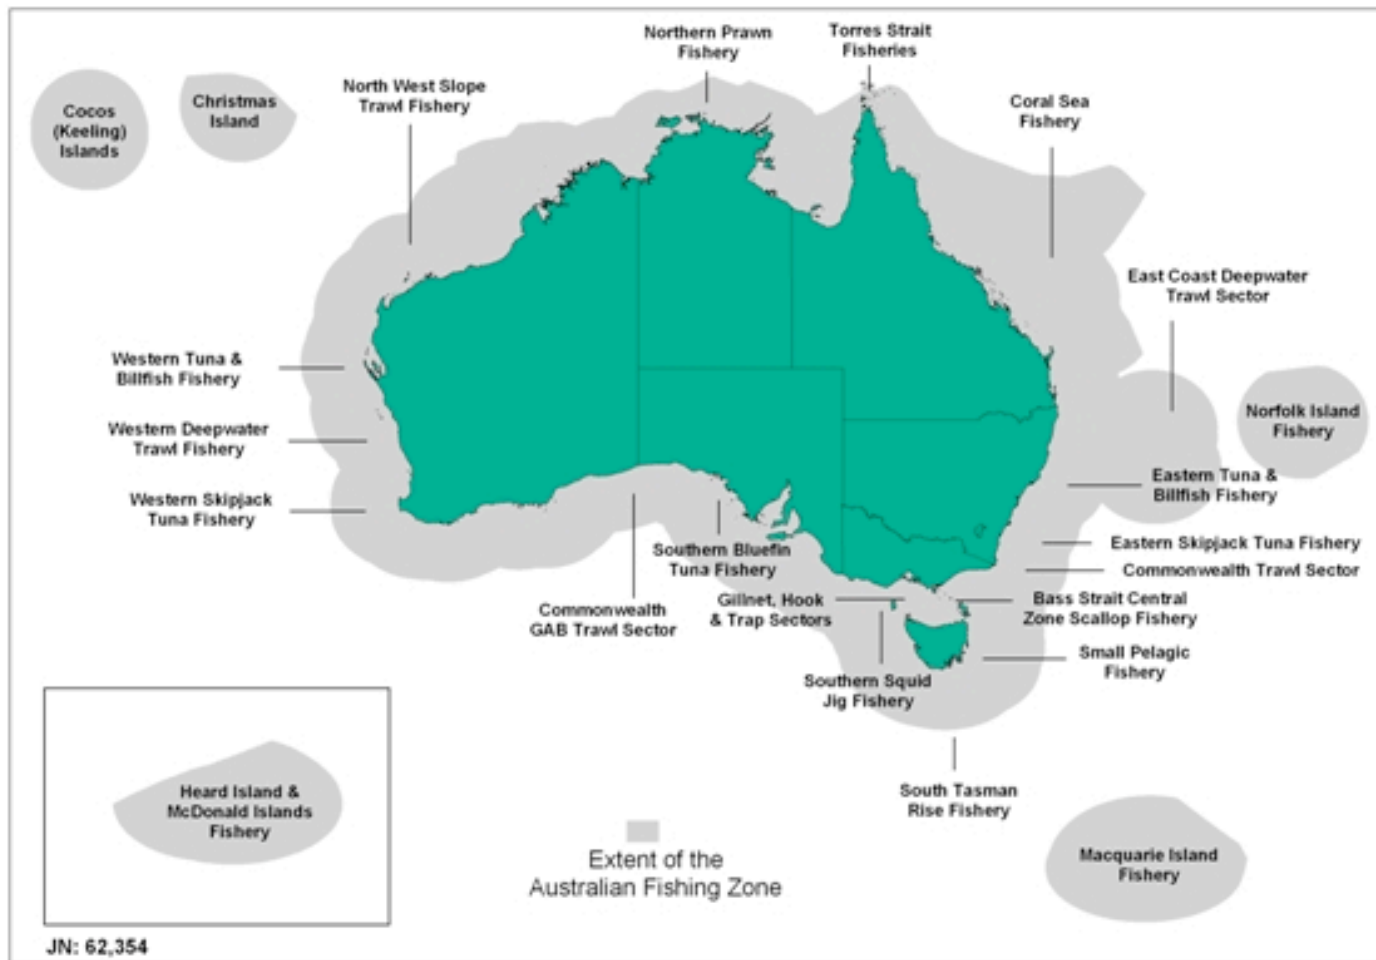 Northern Prawn
Fishery
Torres Strait
Fisheries
North West Slope
Trawl Fishery
Christmas
Island
Cocos
(Keeling)
Islands
Coral Sea
Fishery
East Coast Deepwater
Trawl Sector
Western Tuna &
Billfish Fishery
Norfolk Island
Fishery
Western Deepwater
Trawl Fishery
Eastern Tuna &
Billfish Fishery
Western Skipjack
Tuna Fishery
Southern Bluefin
Tuna Fishery
Eastern Skipjack Tuna Fishery
Commonwealth Trawl Sector
Commonwealth
GAB Trawl Sector
Gillnet, Hook
& Trap Sectors
Bass Strait Central
Zone Scallop Fishery
Small Pelagic
Fishery
Southern Squid
Jig Fishery
South Tasman
Rise Fishery
Heard Island &
McDonald Islands
Fishery
Extent of the
Australian Fishing Zone
Macquarie Island
Fishery
JN: 62,354